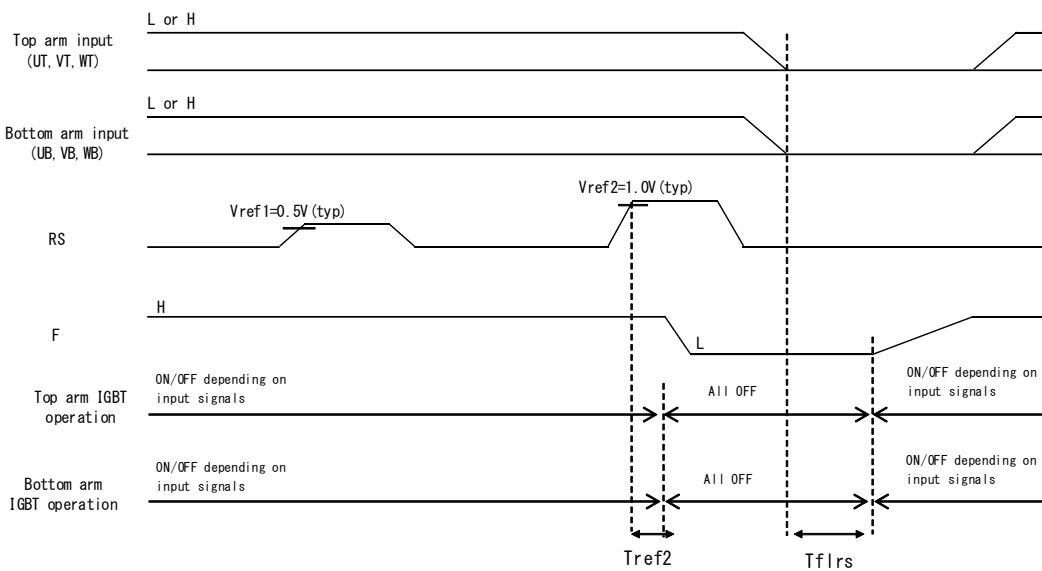 L or H
Top arm input
(UT, VT, WT)
L or H
Bottom arm input
(UB, VB, WB)
Vref2=1.0V(typ)
Vref1=0.5V(typ)
RS
H
F
L
ON/OFF depending on
input signals
Top arm IGBT
operation
All OFF
ON/OFF depending on
input signals
ON/OFF depending on
input signals
Bottom arm
IGBT operation
All OFF
ON/OFF depending on
input signals
Tref2
Tflrs